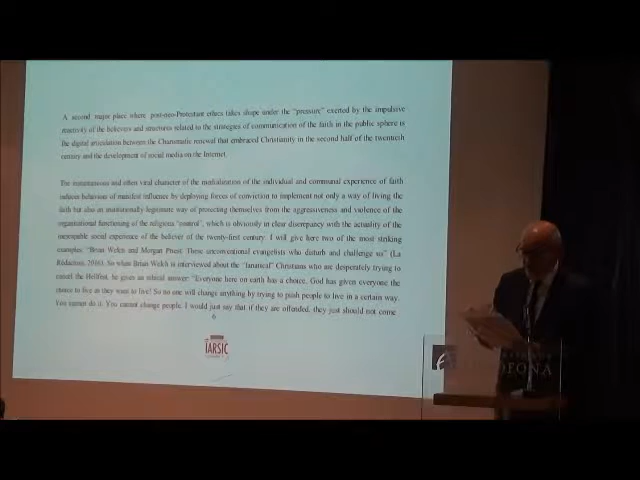 A second major place where post-neo-Protestant ethics takes shape under the "pressure" exerted by the impulsive
reactivity of the believers and structures related to the strategies of communication of the faith in the public sphere is
the digital articulation between the Charismatic renewal that embraced Christianity in the second half of the twentieth
century and the development of social media on the Internet.
The instantaneous and often viral character of the mediatization of the individual and communal experience of faith
induces behaviors of manifest influence by deploying forces of conviction to implement not only a way of living the
faith but also an institutionally legitimate way of protecting themselves from the aggressiveness and violence of the
organizational functioning of the religious "control", which is obviously in clear discrepancy with the actuality of the
inescapable social experience of the believer of the twenty-first century. I will give here two of the most striking
examples: "Brian Welch and Morgan Priest: These unconventional evangelists who disturb and challenge us" (La
Rédaction, 2016). So when Brian Welch is interviewed about the "fanatical" Christians who are desperately trying to
cancel the Hellfest, he gives an ethical answer: "Everyone here on earth has a choice. God has given everyone the
choice to live as they want to live! So no one will change anything by trying to push people to live in a certain way.
You cannot do it. You cannot change people. I would just say that if they are offended, they just should not come
6
IARSIC
OFONA